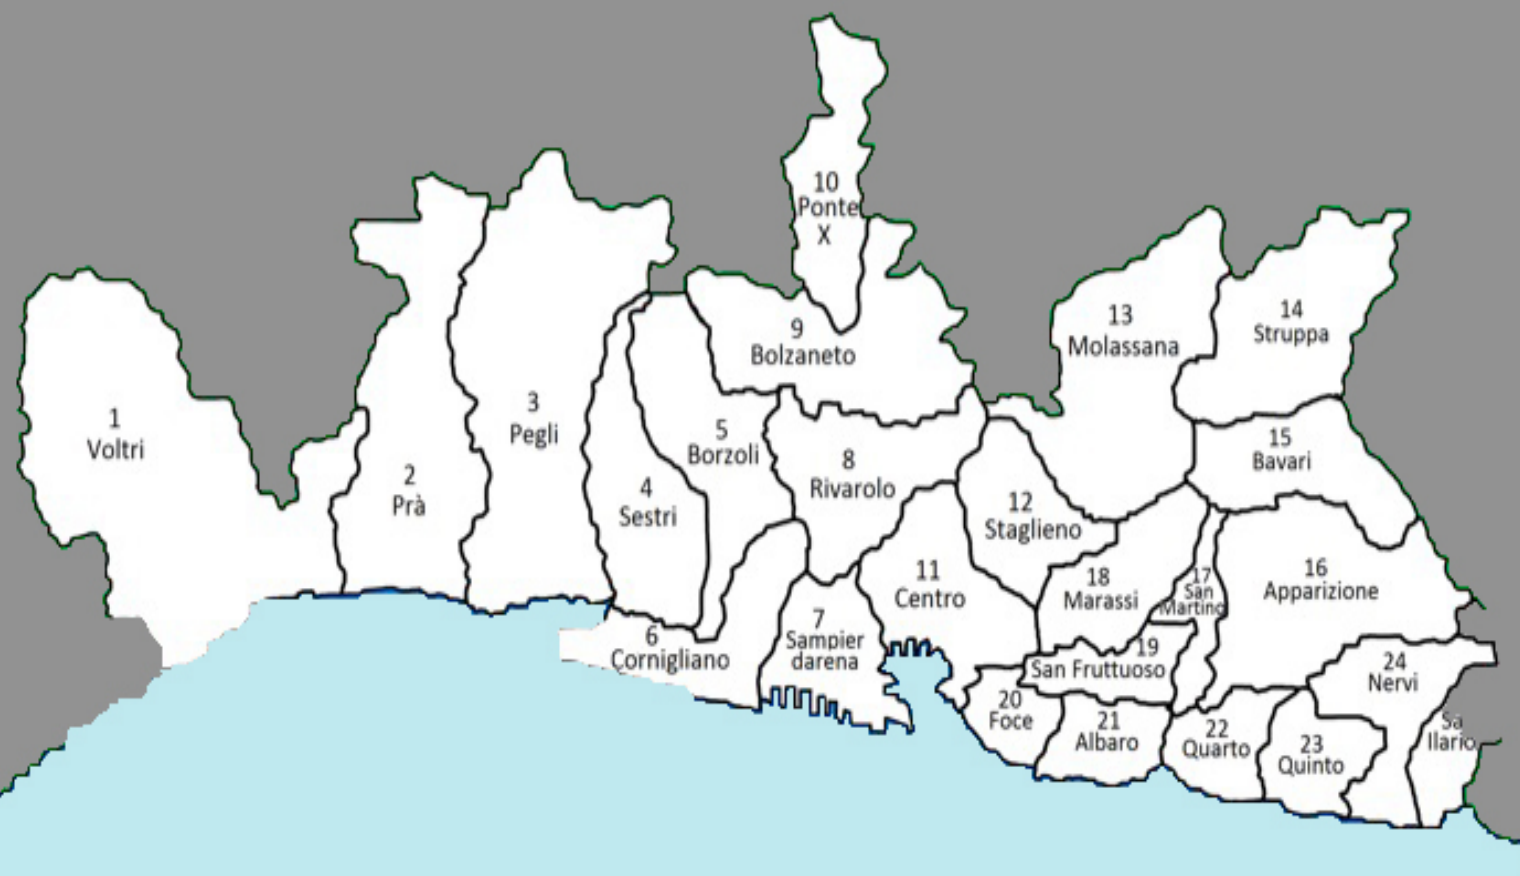 1
Voltri
2
Prà
3
Pegli
4
Sestri
5
Borzoli
6
Cornigliano
7
Sampier
darena
8
Rivarolo
9
Bolzaneto
10
Ponte
X
11
Centro
12
Staglieno
13
Molassana
14
Struppa
15
Bavari
16
Apparizione
17
San
Martino
18
Marassi
19
San Fruttuoso
20
Foce
21
Albaro
22
Quarto
23
Quinto
24
Nervi
Sa
Ilario